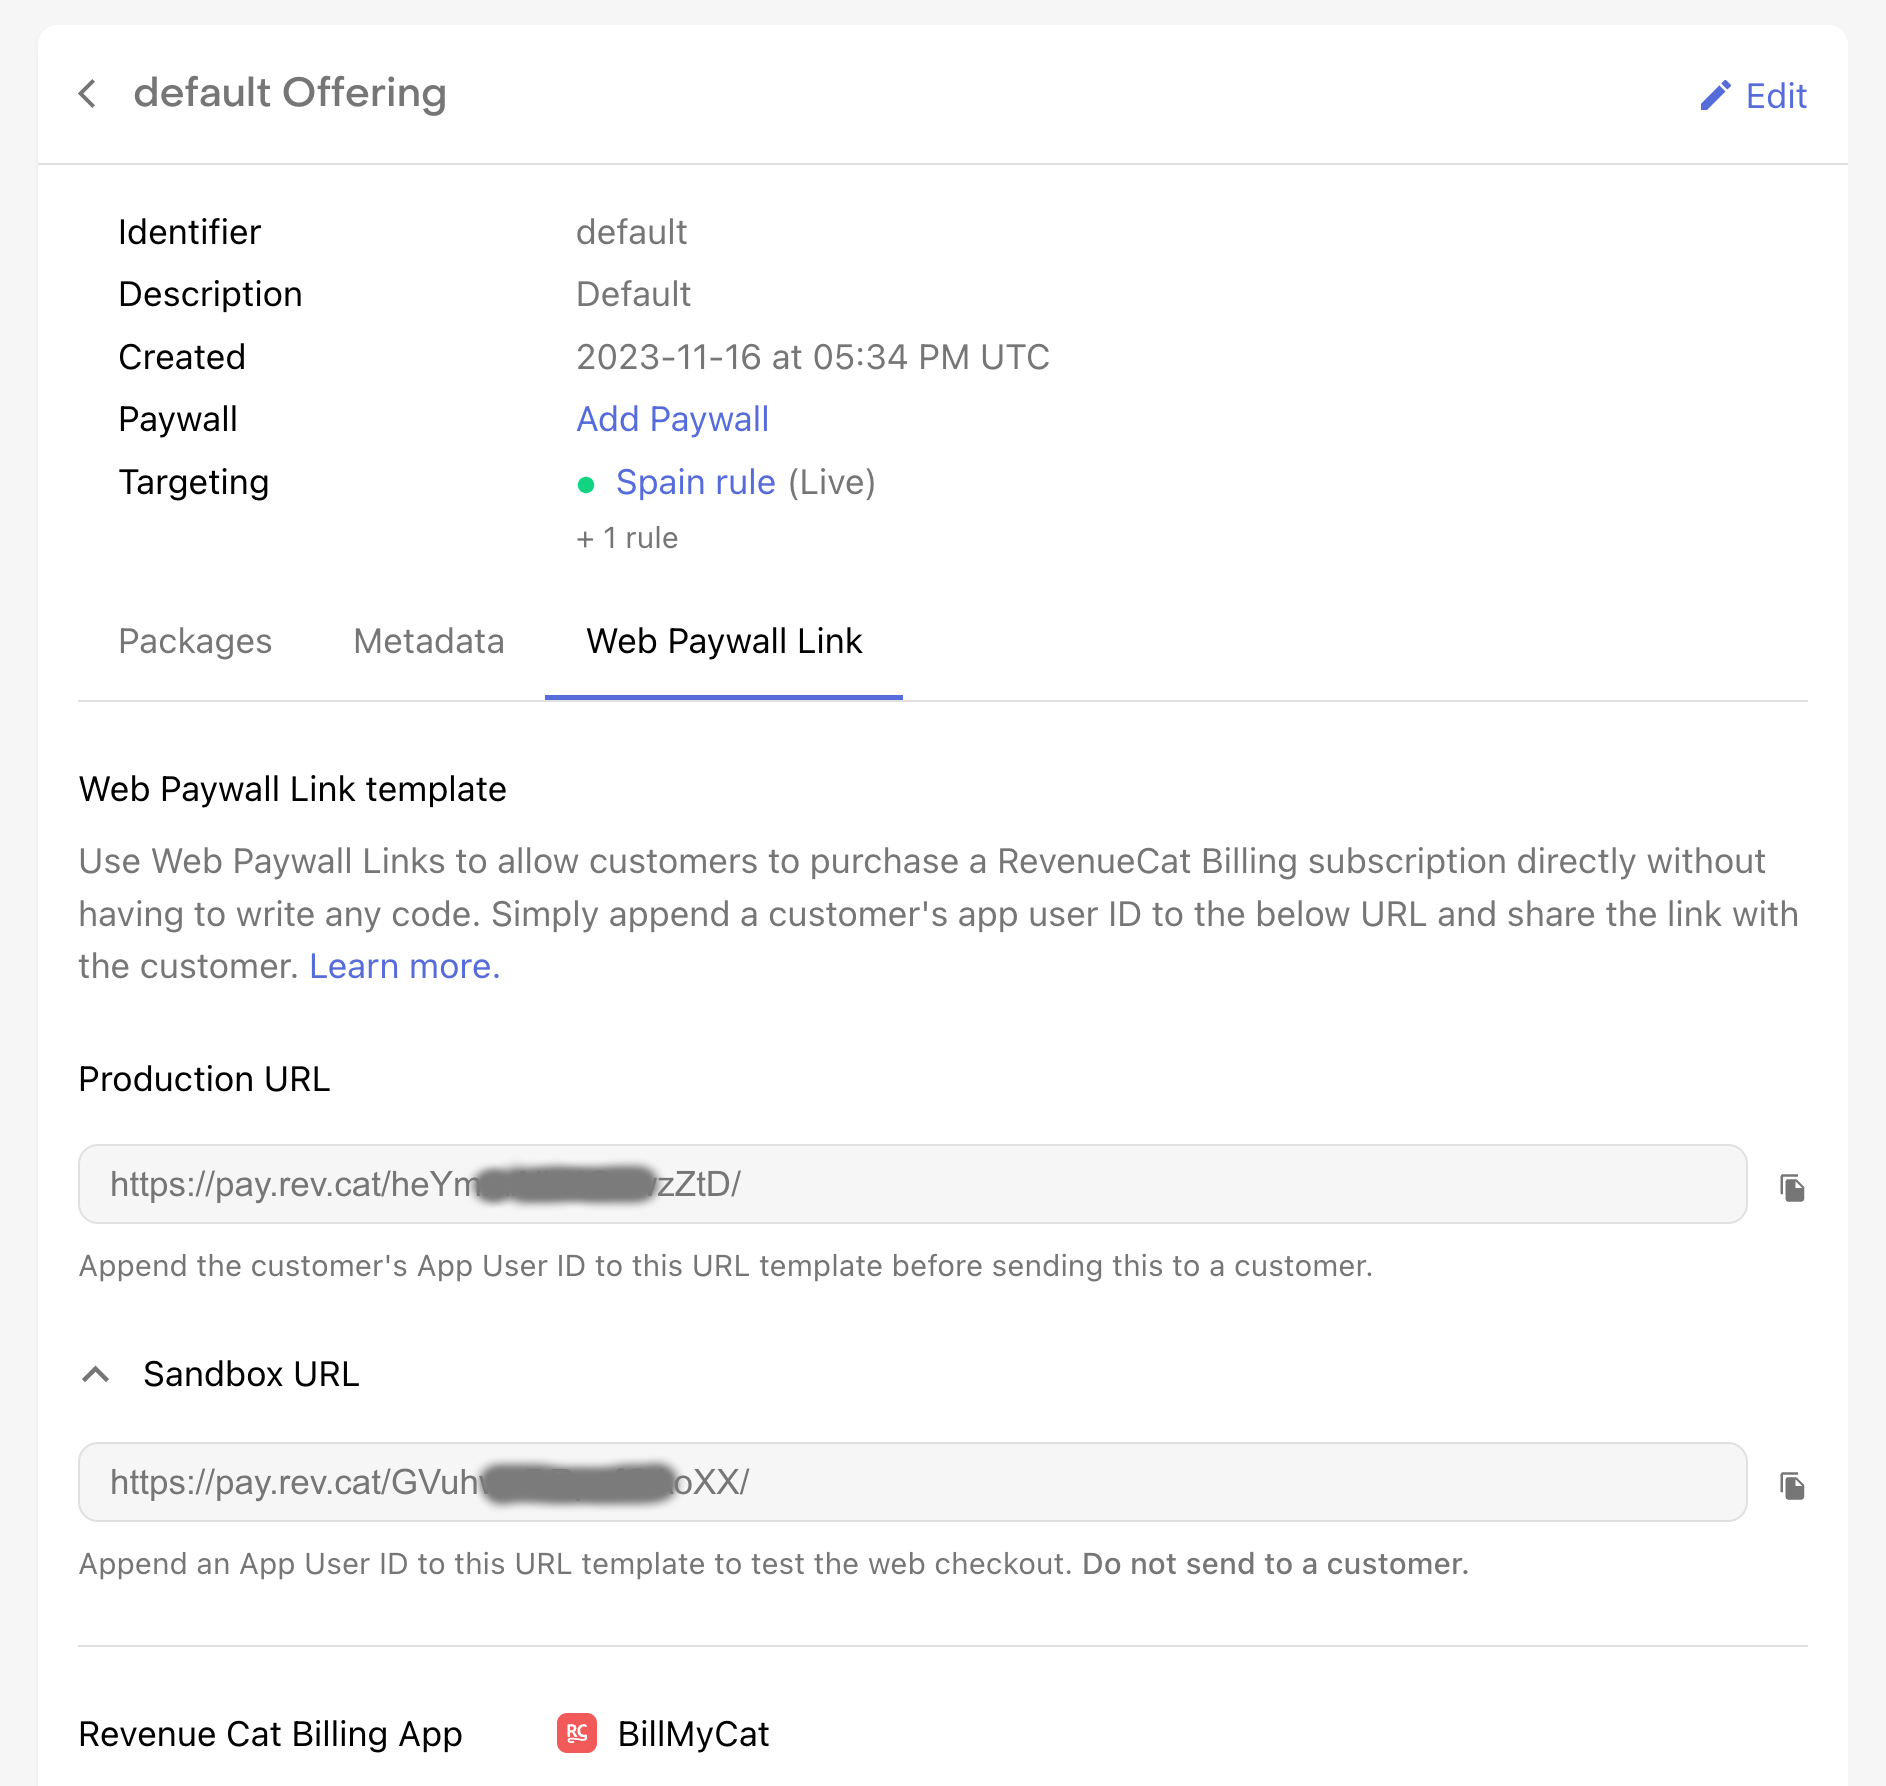 default Offering
Edit
Identifier default
Description Default
Created 2023-11-16 at 05:34 PM UTC
Paywall Add Paywall
Targeting Spain rule (Live)
+ 1 rule
Packages Metadata Web Paywall Link
Web Paywall Link template
Use Web Paywall Links to allow customers to purchase a RevenueCat Billing subscription directly without
having to write any code. Simply append a customer's app user ID to the below URL and share the link with
the customer. Learn more.
Production URL
https://pay.rev.cat/heYm zZtD/
Append the customer's App User ID to this URL template before sending this to a customer.
Sandbox URL
https://pay.rev.cat/GVuh oXX/
Append an App User ID to this URL template to test the web checkout. Do not send to a customer.
Revenue Cat Billing App RC BillMyCat